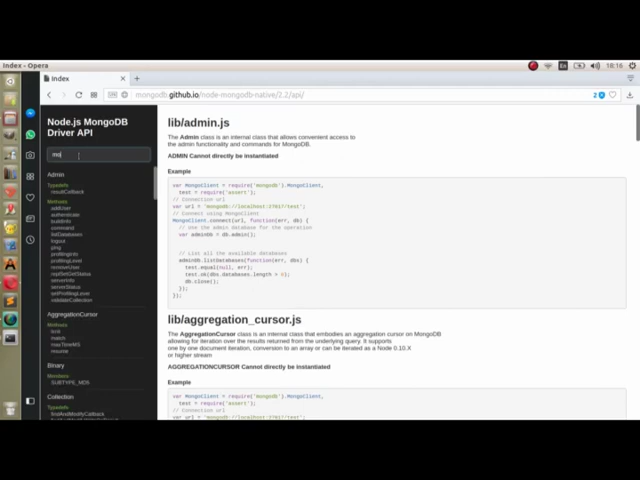 Index - Opera
En
18:16
Index
mongodb.github.io/node-mongodb-native/2.2/api/
2
Node.js MongoDB
Driver API
mo
Admin
Typedefs
resultCallback
Methods
addUser
authenticate
buildInfo
command
listDatabases
logout
ping
profilingInfo
profilingLevel
removeUser
replSetGetStatus
serverInfo
serverStatus
setProfilingLevel
validateCollection
AggregationCursor
Methods
limit
match
maxTimeMS
resume
Binary
Members
SUBTYPE_MD5
Collection
Typedefs
findAndModifyCallback
lib/admin.js
The Admin class is an internal class that allows convenient access to
the admin functionality and commands for MongoDB.
ADMIN Cannot directly be instantiated
Example
var MongoClient = require('mongodb').MongoClient,
test = require('assert');
// Connection url
var url = 'mongodb://localhost:27017/test';
// Connect using MongoClient
MongoClient.connect(url, function(err, db) {
// Use the admin database for the operation
var adminDb = db.admin();
// List all the available databases
adminDb.listDatabases(function(err, dbs) {
test.equal(null, err);
test.ok(dbs.databases.length > 0);
db.close();
});
});
lib/aggregation_cursor.js
The AggregationCursor class is an internal class that embodies an aggregation cursor on MongoDB
allowing for iteration over the results returned from the underlying query. It supports
one by one document iteration, conversion to an array or can be iterated as a Node 0.10.X
or higher stream
AGGREGATIONCURSOR Cannot directly be instantiated
Example
var MongoClient = require('mongodb').MongoClient,
test = require('assert');
// Connection url
var url = 'mongodb://localhost:27017/test';